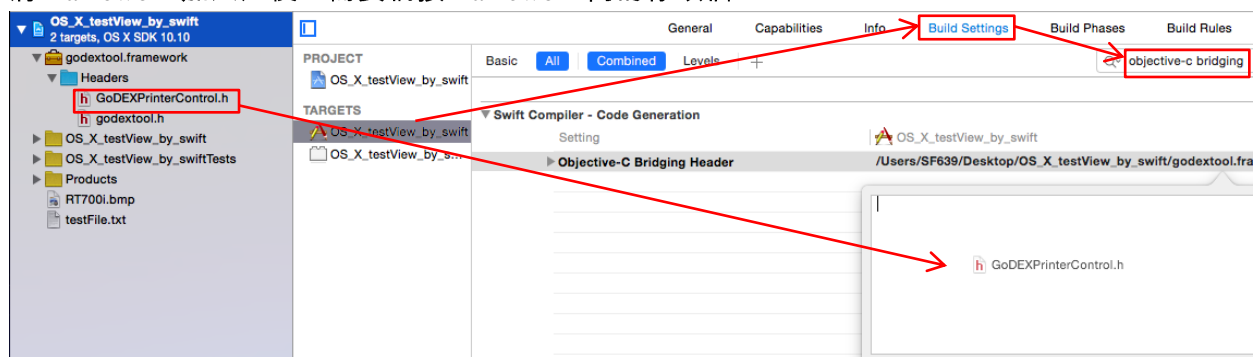 OS_X_testView_by_swift
2 targets, OS X SDK 10.10
godextool.framework
Headers
GoDEXPrinterControl.h
godextool.h
OS_X_testView_by_swift
OS_X_testView_by_swiftTests
Products
RT700i.bmp
testFile.txt
PROJECT
OS_X_testView_by_swift
TARGETS
OS_X_testView_by_swift
OS_X_testView_by_s...
General Capabilities Info Build Settings Build Phases Build Rules
Basic All Combined Levels + objective-c bridging
Swift Compiler - Code Generation
Setting OS_X_testView_by_swift
Objective-C Bridging Header /Users/SF639/Desktop/OS_X_testView_by_swift/godextool.fra
GoDEXPrinterControl.h